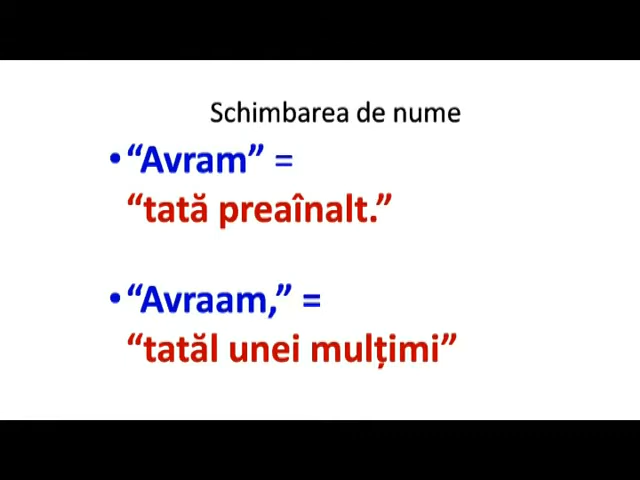 Schimbarea de nume
•“Avram” =
“tată preaînalt.”
•“Avraam,” =
“tatăl unei mulțimi”